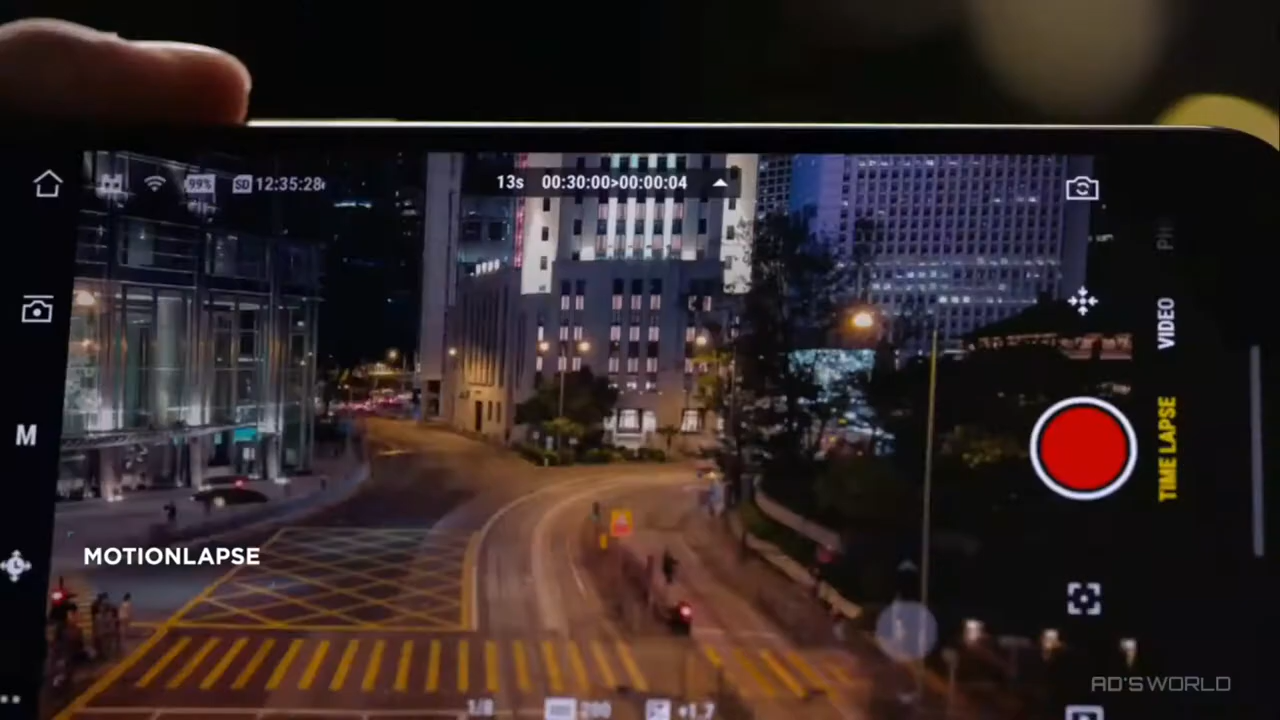 99% SD 12:35:28
13s 00:30:00>00:00:04
VIDEO
M
TIME LAPSE
MOTIONLAPSE
AD'S WORLD
1/8 200 +1.7